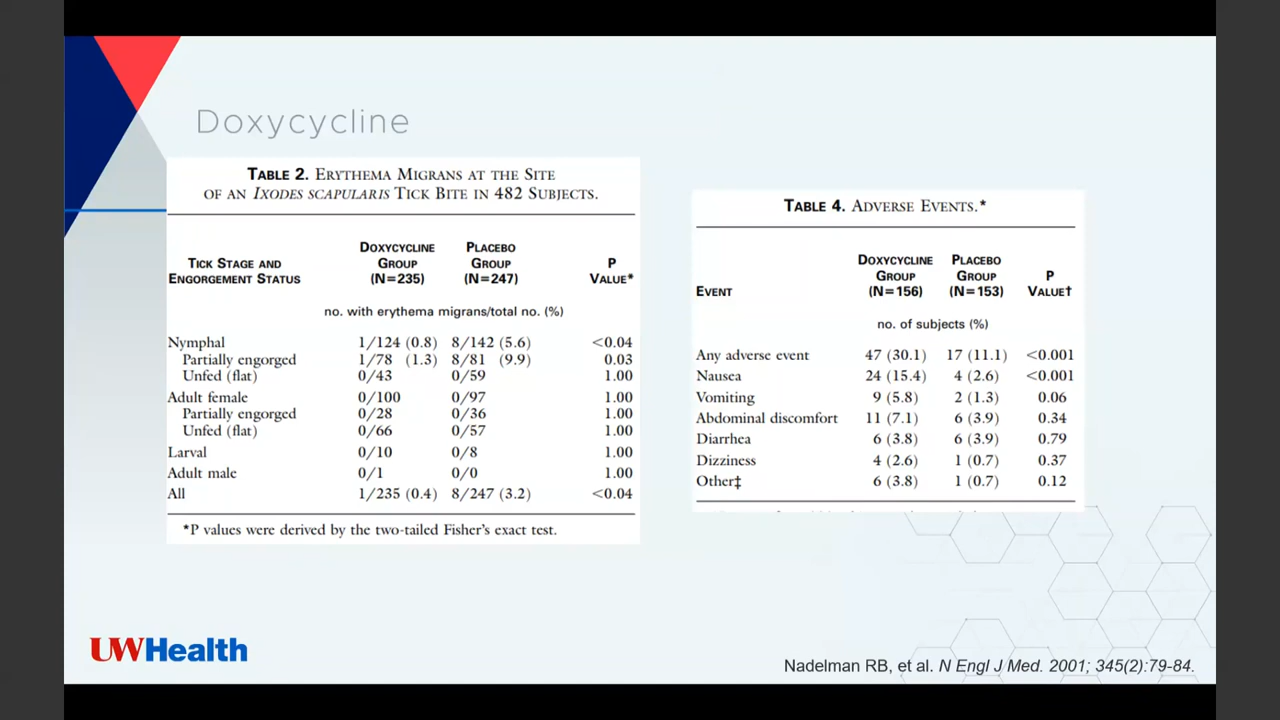 Doxycycline
TABLE 2. ERYTHEMA MIGRANS AT THE SITE
OF AN IXODES SCAPULARIS TICK BITE IN 482 SUBJECTS.
TICK STAGE AND
ENGORGEMENT STATUS
DOXYCYCLINE
GROUP
(N=235)
PLACEBO
GROUP
(N=247)
P
VALUE*
no. with erythema migrans/total no. (%)
Nymphal 1/124 (0.8) 8/142 (5.6) <0.04
Partially engorged 1/78 (1.3) 8/81 (9.9) 0.03
Unfed (flat) 0/43 0/59 1.00
Adult female 0/100 0/97 1.00
Partially engorged 0/28 0/36 1.00
Unfed (flat) 0/66 0/57 1.00
Larval 0/10 0/8 1.00
Adult male 0/1 0/0 1.00
All 1/235 (0.4) 8/247 (3.2) <0.04
*P values were derived by the two-tailed Fisher's exact test.
TABLE 4. ADVERSE EVENTS.*
EVENT
DOXYCYCLINE
GROUP
(N=156)
PLACEBO
GROUP
(N=153)
P
VALUE†
no. of subjects (%)
Any adverse event 47 (30.1) 17 (11.1) <0.001
Nausea 24 (15.4) 4 (2.6) <0.001
Vomiting 9 (5.8) 2 (1.3) 0.06
Abdominal discomfort 11 (7.1) 6 (3.9) 0.34
Diarrhea 6 (3.8) 6 (3.9) 0.79
Dizziness 4 (2.6) 1 (0.7) 0.37
Other‡ 6 (3.8) 1 (0.7) 0.12
UWHealth
Nadelman RB, et al. N Engl J Med. 2001; 345(2):79-84.